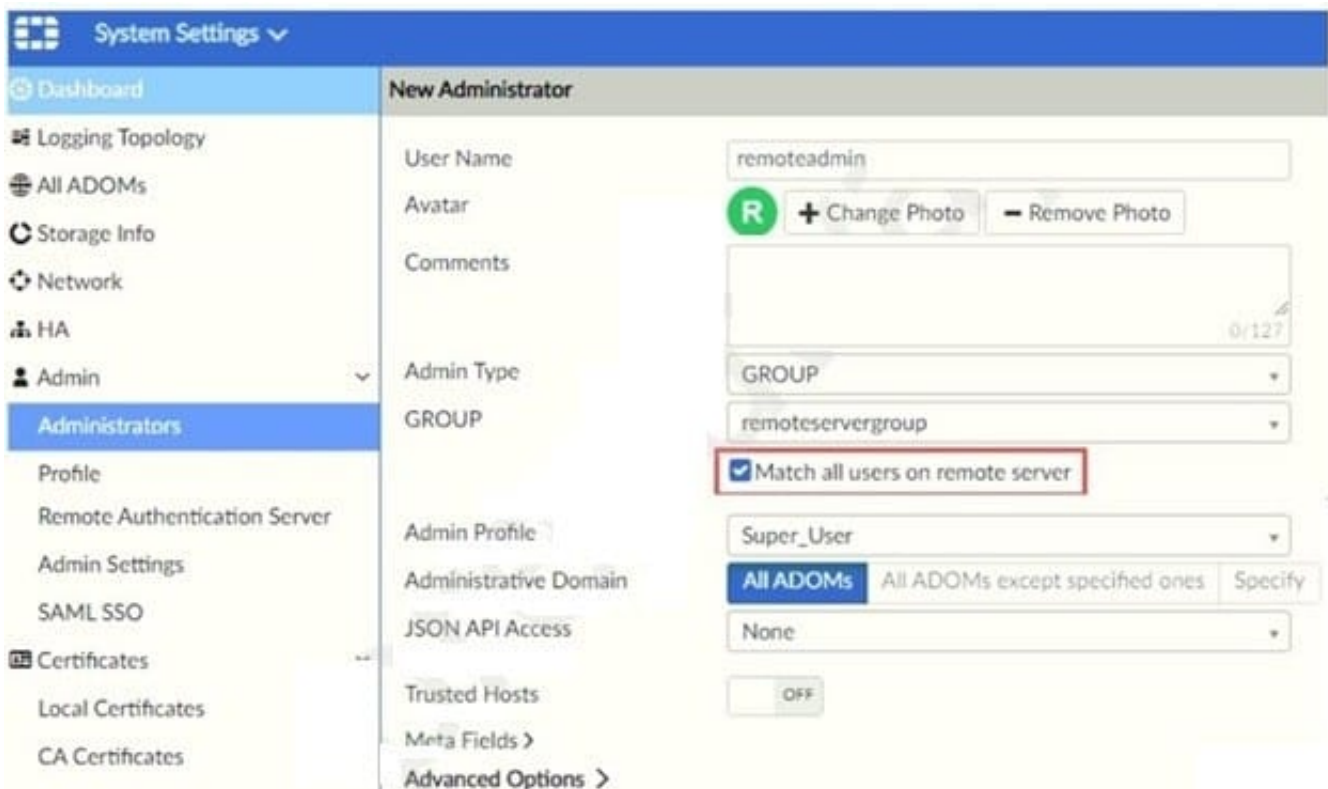 System Settings
Dashboard
Logging Topology
All ADOMs
Storage Info
Network
HA
Admin
Administrators
Profile
Remote Authentication Server
Admin Settings
SAML SSO
Certificates
Local Certificates
CA Certificates
New Administrator
User Name remoteadmin
Avatar R + Change Photo − Remove Photo
Comments
0/127
Admin Type GROUP
GROUP remoteservergroup
Match all users on remote server
Admin Profile Super_User
Administrative Domain All ADOMs All ADOMs except specified ones Specify
JSON API Access None
Trusted Hosts OFF
Meta Fields >
Advanced Options >